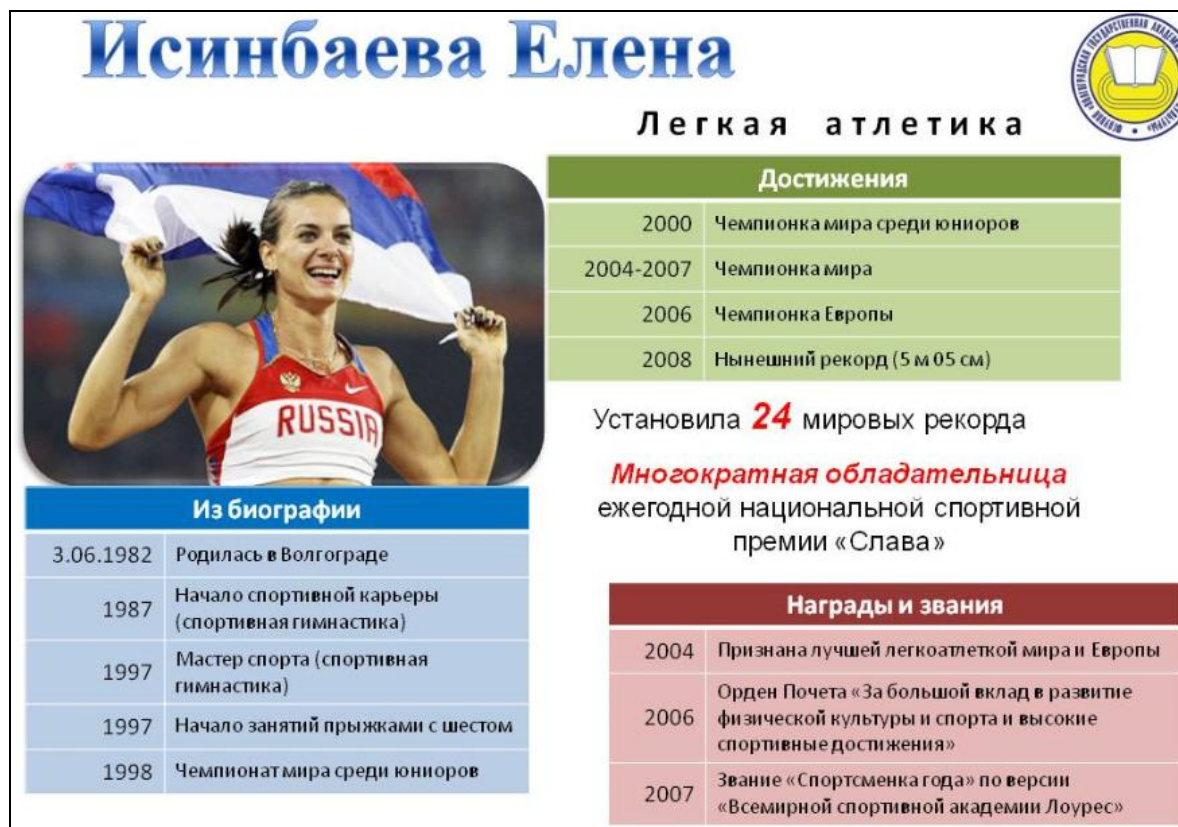 Исинбаева Елена
Легкая атлетика
Достижения
2000 Чемпионка мира среди юниоров
2004-2007 Чемпионка мира
2006 Чемпионка Европы
2008 Нынешний рекорд (5 м 05 см)
Установила 24 мировых рекорда
Многократная обладательница
ежегодной национальной спортивной
премии «Слава»
RUSSIA
Из биографии
3.06.1982 Родилась в Волгограде
1987 Начало спортивной карьеры
(спортивная гимнастика)
1997 Мастер спорта (спортивная
гимнастика)
1997 Начало занятий прыжками с шестом
1998 Чемпионат мира среди юниоров
Награды и звания
2004 Признана лучшей легкоатлеткой мира и Европы
2006 Орден Почета «За большой вклад в развитие
физической культуры и спорта и высокие
спортивные достижения»
2007 Звание «Спортсменка года» по версии
«Всемирной спортивной академии Лоурес»